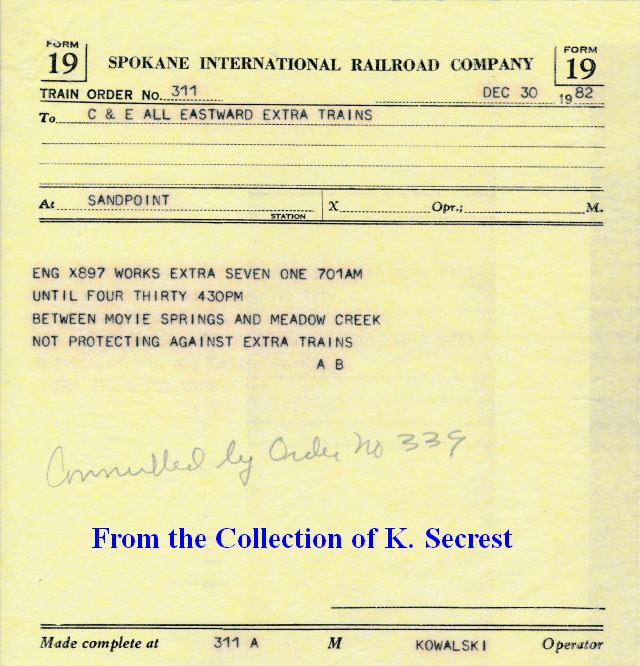 FORM 19 SPOKANE INTERNATIONAL RAILROAD COMPANY FORM 19
TRAIN ORDER No. 311 DEC 30 1982
To C & E ALL EASTWARD EXTRA TRAINS
At SANDPOINT X Opr.; M.
STATION
ENG X897 WORKS EXTRA SEVEN ONE 701AM
UNTIL FOUR THIRTY 430PM
BETWEEN MOYIE SPRINGS AND MEADOW CREEK
NOT PROTECTING AGAINST EXTRA TRAINS
A B
Connulled by Order No 339
From the Collection of K. Secrest
Made complete at 311 A M KOWALSKI Operator